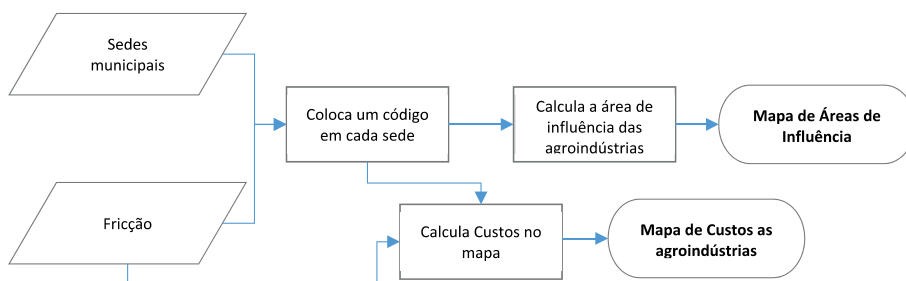 Sedes
municipais
Coloca um código
em cada sede
Calcula a área de
influência das
agroindústrias
Mapa de Áreas de
Influência
Fricção
Calcula Custos no
mapa
Mapa de Custos as
agroindústrias